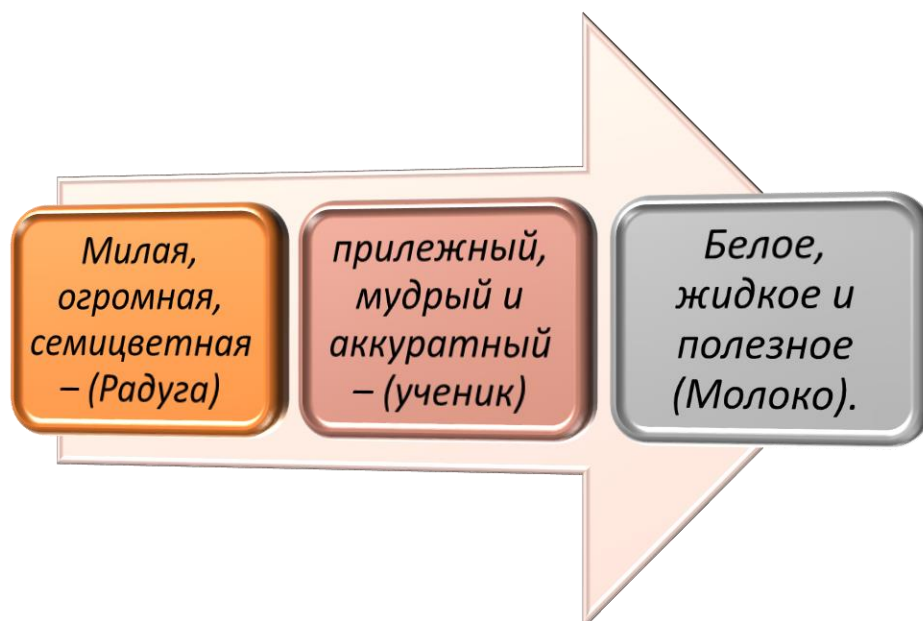 Милая,
огромная,
семицветная
– (Радуга)
прилежный,
мудрый и
аккуратный
– (ученик)
Белое,
жидкое и
полезное
(Молоко).